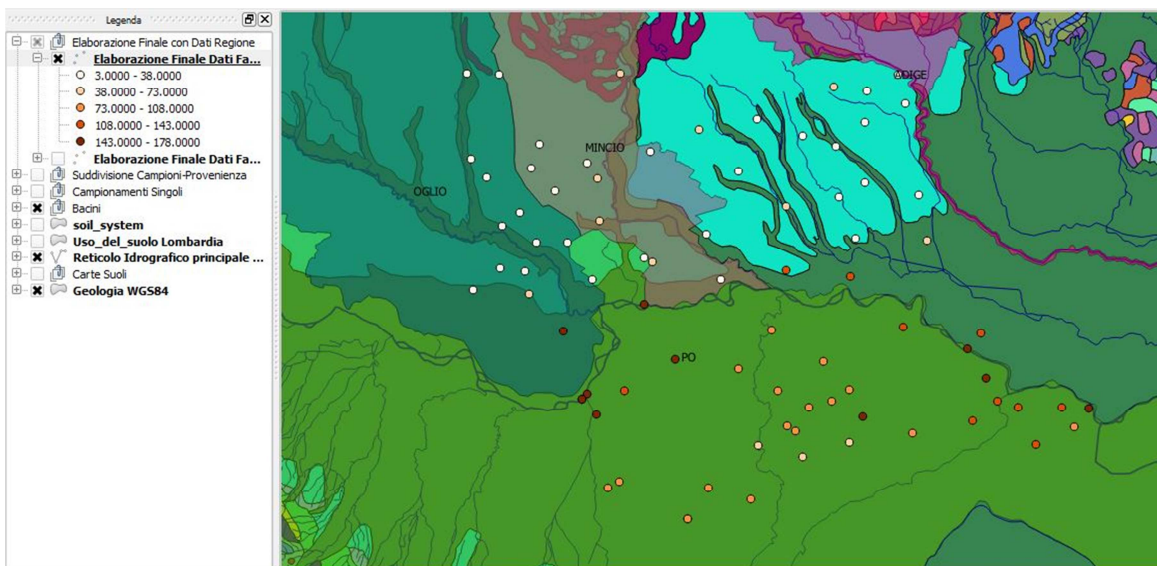 Legenda
Elaborazione Finale con Dati Regione
Elaborazione Finale Dati Fa...
3.0000 - 38.0000
38.0000 - 73.0000
73.0000 - 108.0000
108.0000 - 143.0000
143.0000 - 178.0000
Elaborazione Finale Dati Fa...
Suddivisione Campioni-Provenienza
Campionamenti Singoli
Bacini
soil_system
Uso_del_suolo Lombardia
Reticolo Idrografico principale ...
Carte Suoli
Geologia WGS84
ADIGE
MINCIO
OGLIO
PO